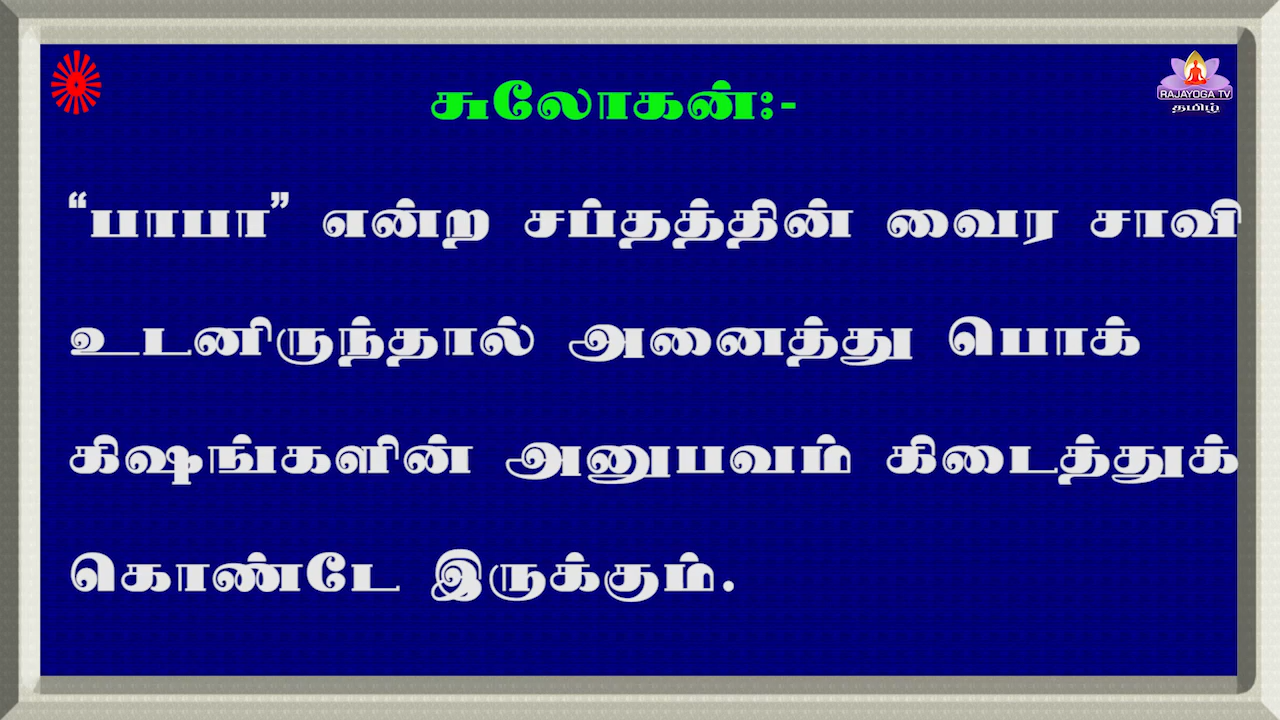 சுலோகன்:-
RAJAYOGA TV
தமிழ்
“பாபா” என்ற சப்தத்தின் வைர சாவி
உடனிருந்தால் அனைத்து பொக்
கிஷங்களின் அனுபவம் கிடைத்துக்
கொண்டே இருக்கும்.